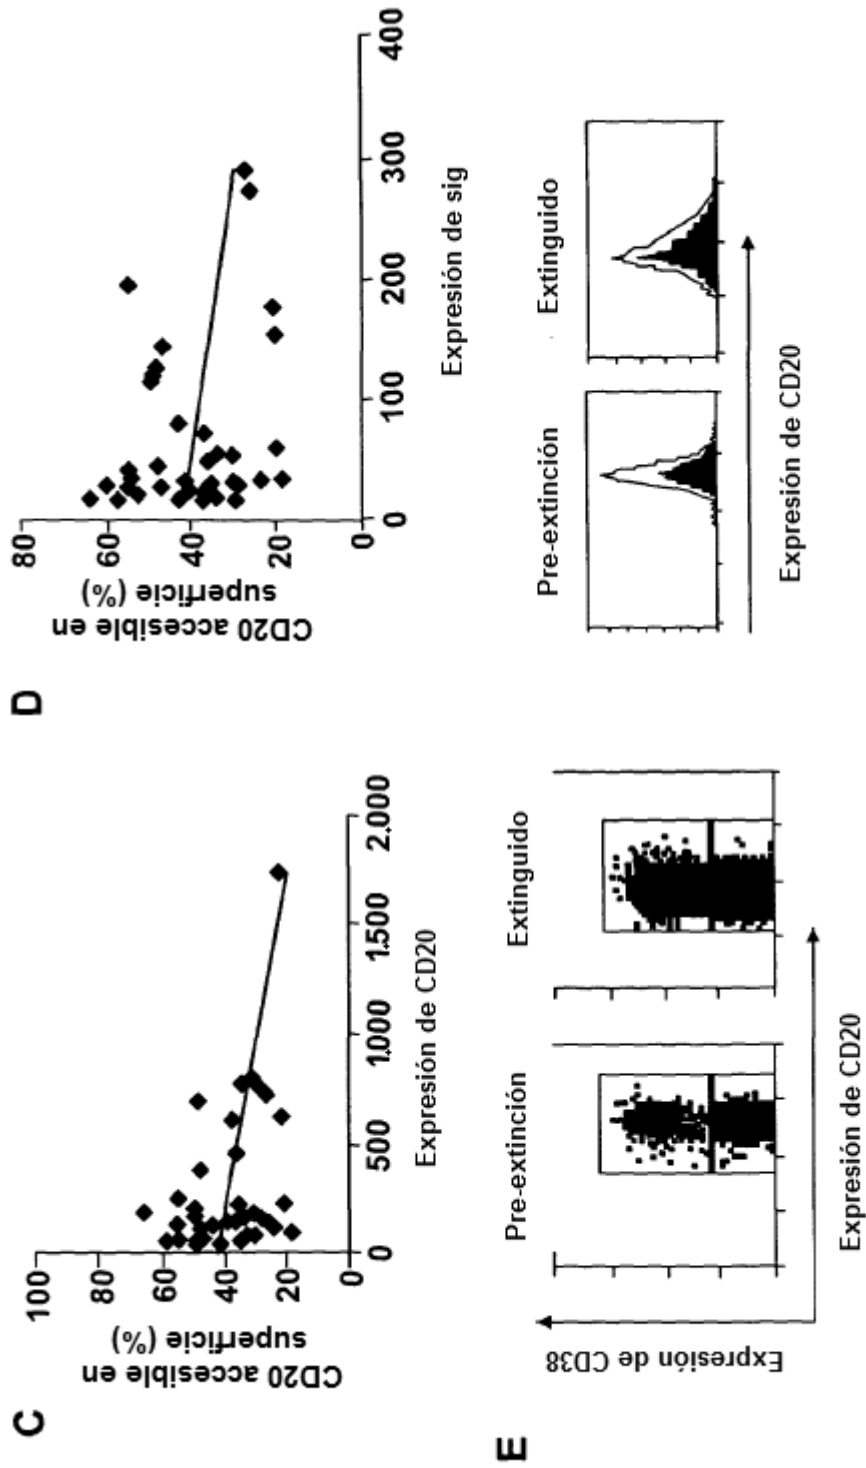 C
CD20 accesible en
superficie (%)
100
80
60
40
20
0
0
500
1.000
1.500
2.000
Expresión de CD20
D
CD20 accesible en
superficie (%)
80
60
40
20
0
0
100
200
300
400
Expresión de sig
E
Pre-extinción
Extinguido
Expresión de CD38
Expresión de CD20
Pre-extinción
Extinguido
Expresión de CD20